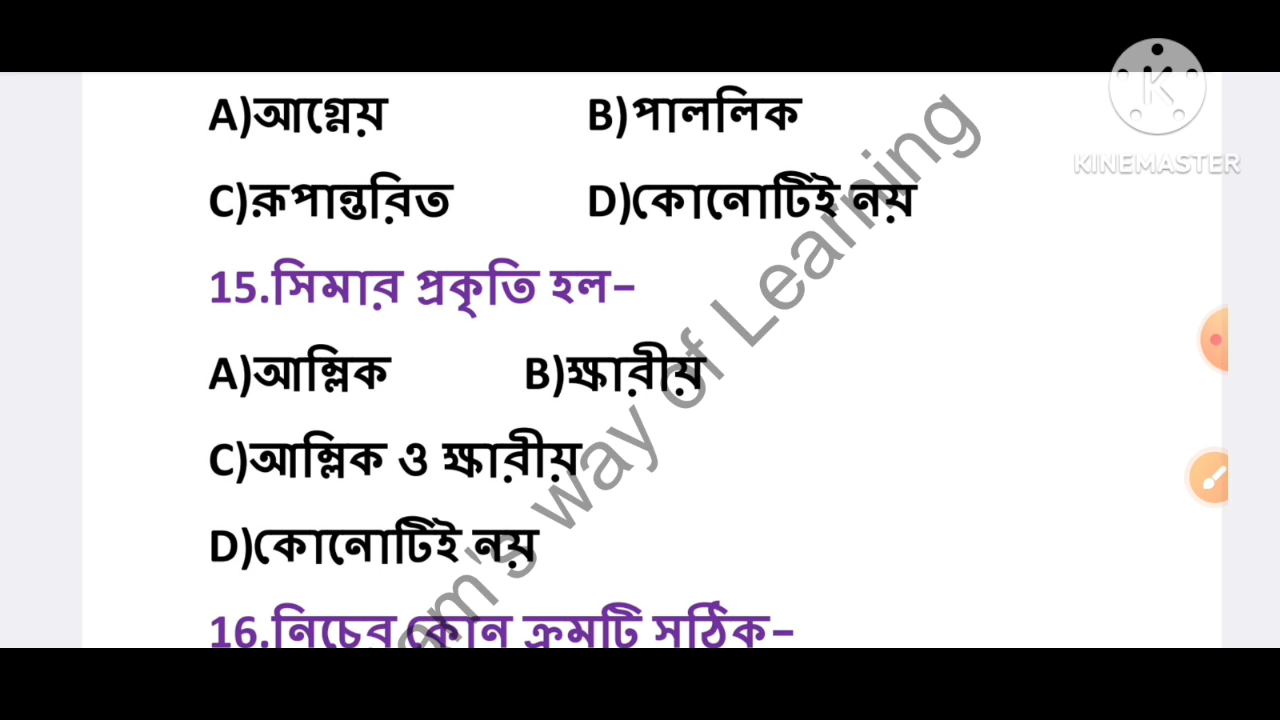 A)আগ্নেয় B)পাললিক
C)রূপান্তরিত D)কোনোটিই নয়
15.সিমার প্রকৃতি হল–
A)আম্লিক B)ক্ষারীয়
C)আম্লিক ও ক্ষারীয়
D)কোনোটিই নয়
16.নিচের কোন ক্রমটি সঠিক–
KINEMASTER
way of Learning